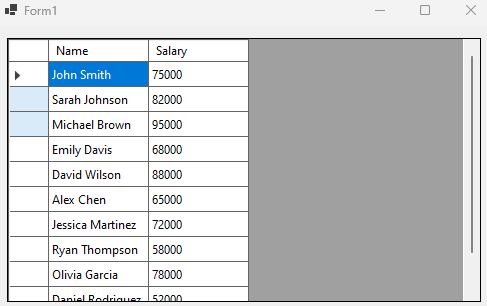 Form1
Name Salary
John Smith 75000
Sarah Johnson 82000
Michael Brown 95000
Emily Davis 68000
David Wilson 88000
Alex Chen 65000
Jessica Martinez 72000
Ryan Thompson 58000
Olivia Garcia 78000
Daniel Rodriguez 52000